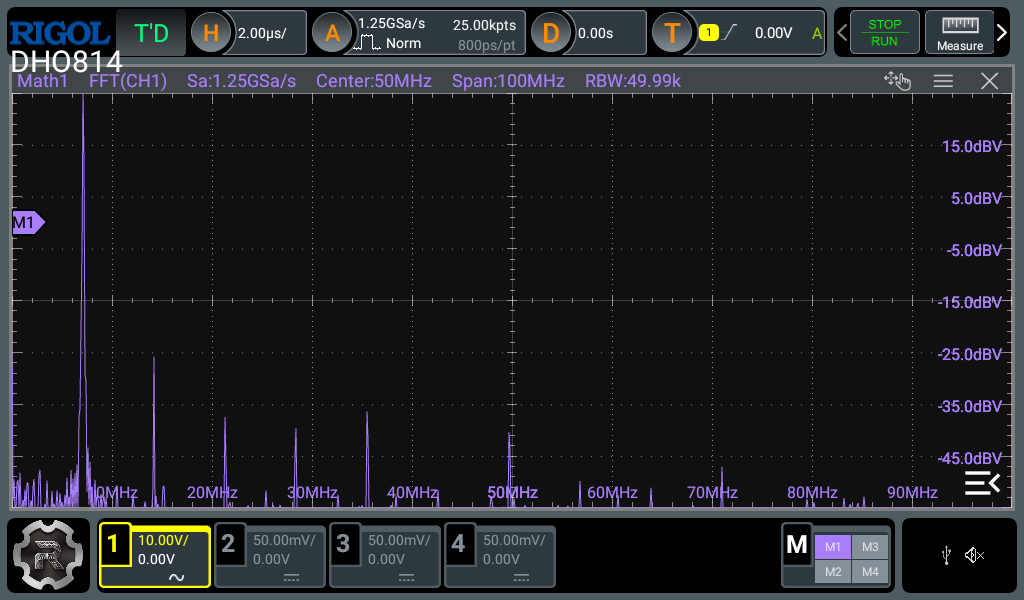 RIGOL T'D H 2.00µs/ A 1.25GSa/s 25.00kpts D 0.00s T 1 0.00V A STOP
Norm 800ps/pt RUN Measure
DHO814
Math1 FFT(CH1) Sa:1.25GSa/s Center:50MHz Span:100MHz RBW:49.99k
15.0dBV
5.0dBV
M1
-5.0dBV
-15.0dBV
-25.0dBV
-35.0dBV
-45.0dBV
0MHz 20MHz 30MHz 40MHz 50MHz 60MHz 70MHz 80MHz 90MHz
1 10.00V/ 2 50.00mV/ 3 50.00mV/ 4 50.00mV/ M M1 M3
0.00V 0.00V 0.00V 0.00V M2 M4